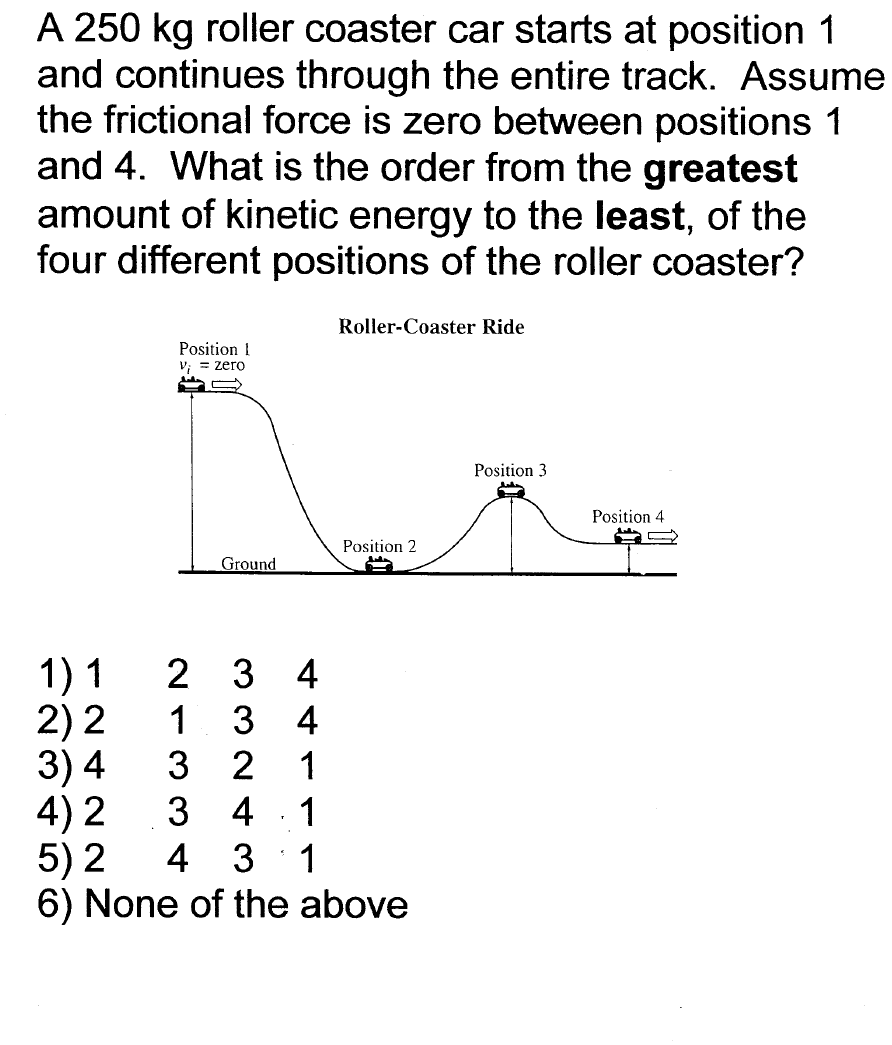 A 250 kg roller coaster car starts at position 1
and continues through the entire track.  Assume
the frictional force is zero between positions 1
and 4.  What is the order from the greatest
amount of kinetic energy to the least, of the
four different positions of the roller coaster?
Roller-Coaster Ride
Position 1
vᵢ = zero
Position 3
Position 4
Position 2
Ground
1) 1 2 3 4
2) 2 1 3 4
3) 4 3 2 1
4) 2 3 4 1
5) 2 4 3 1
6) None of the above